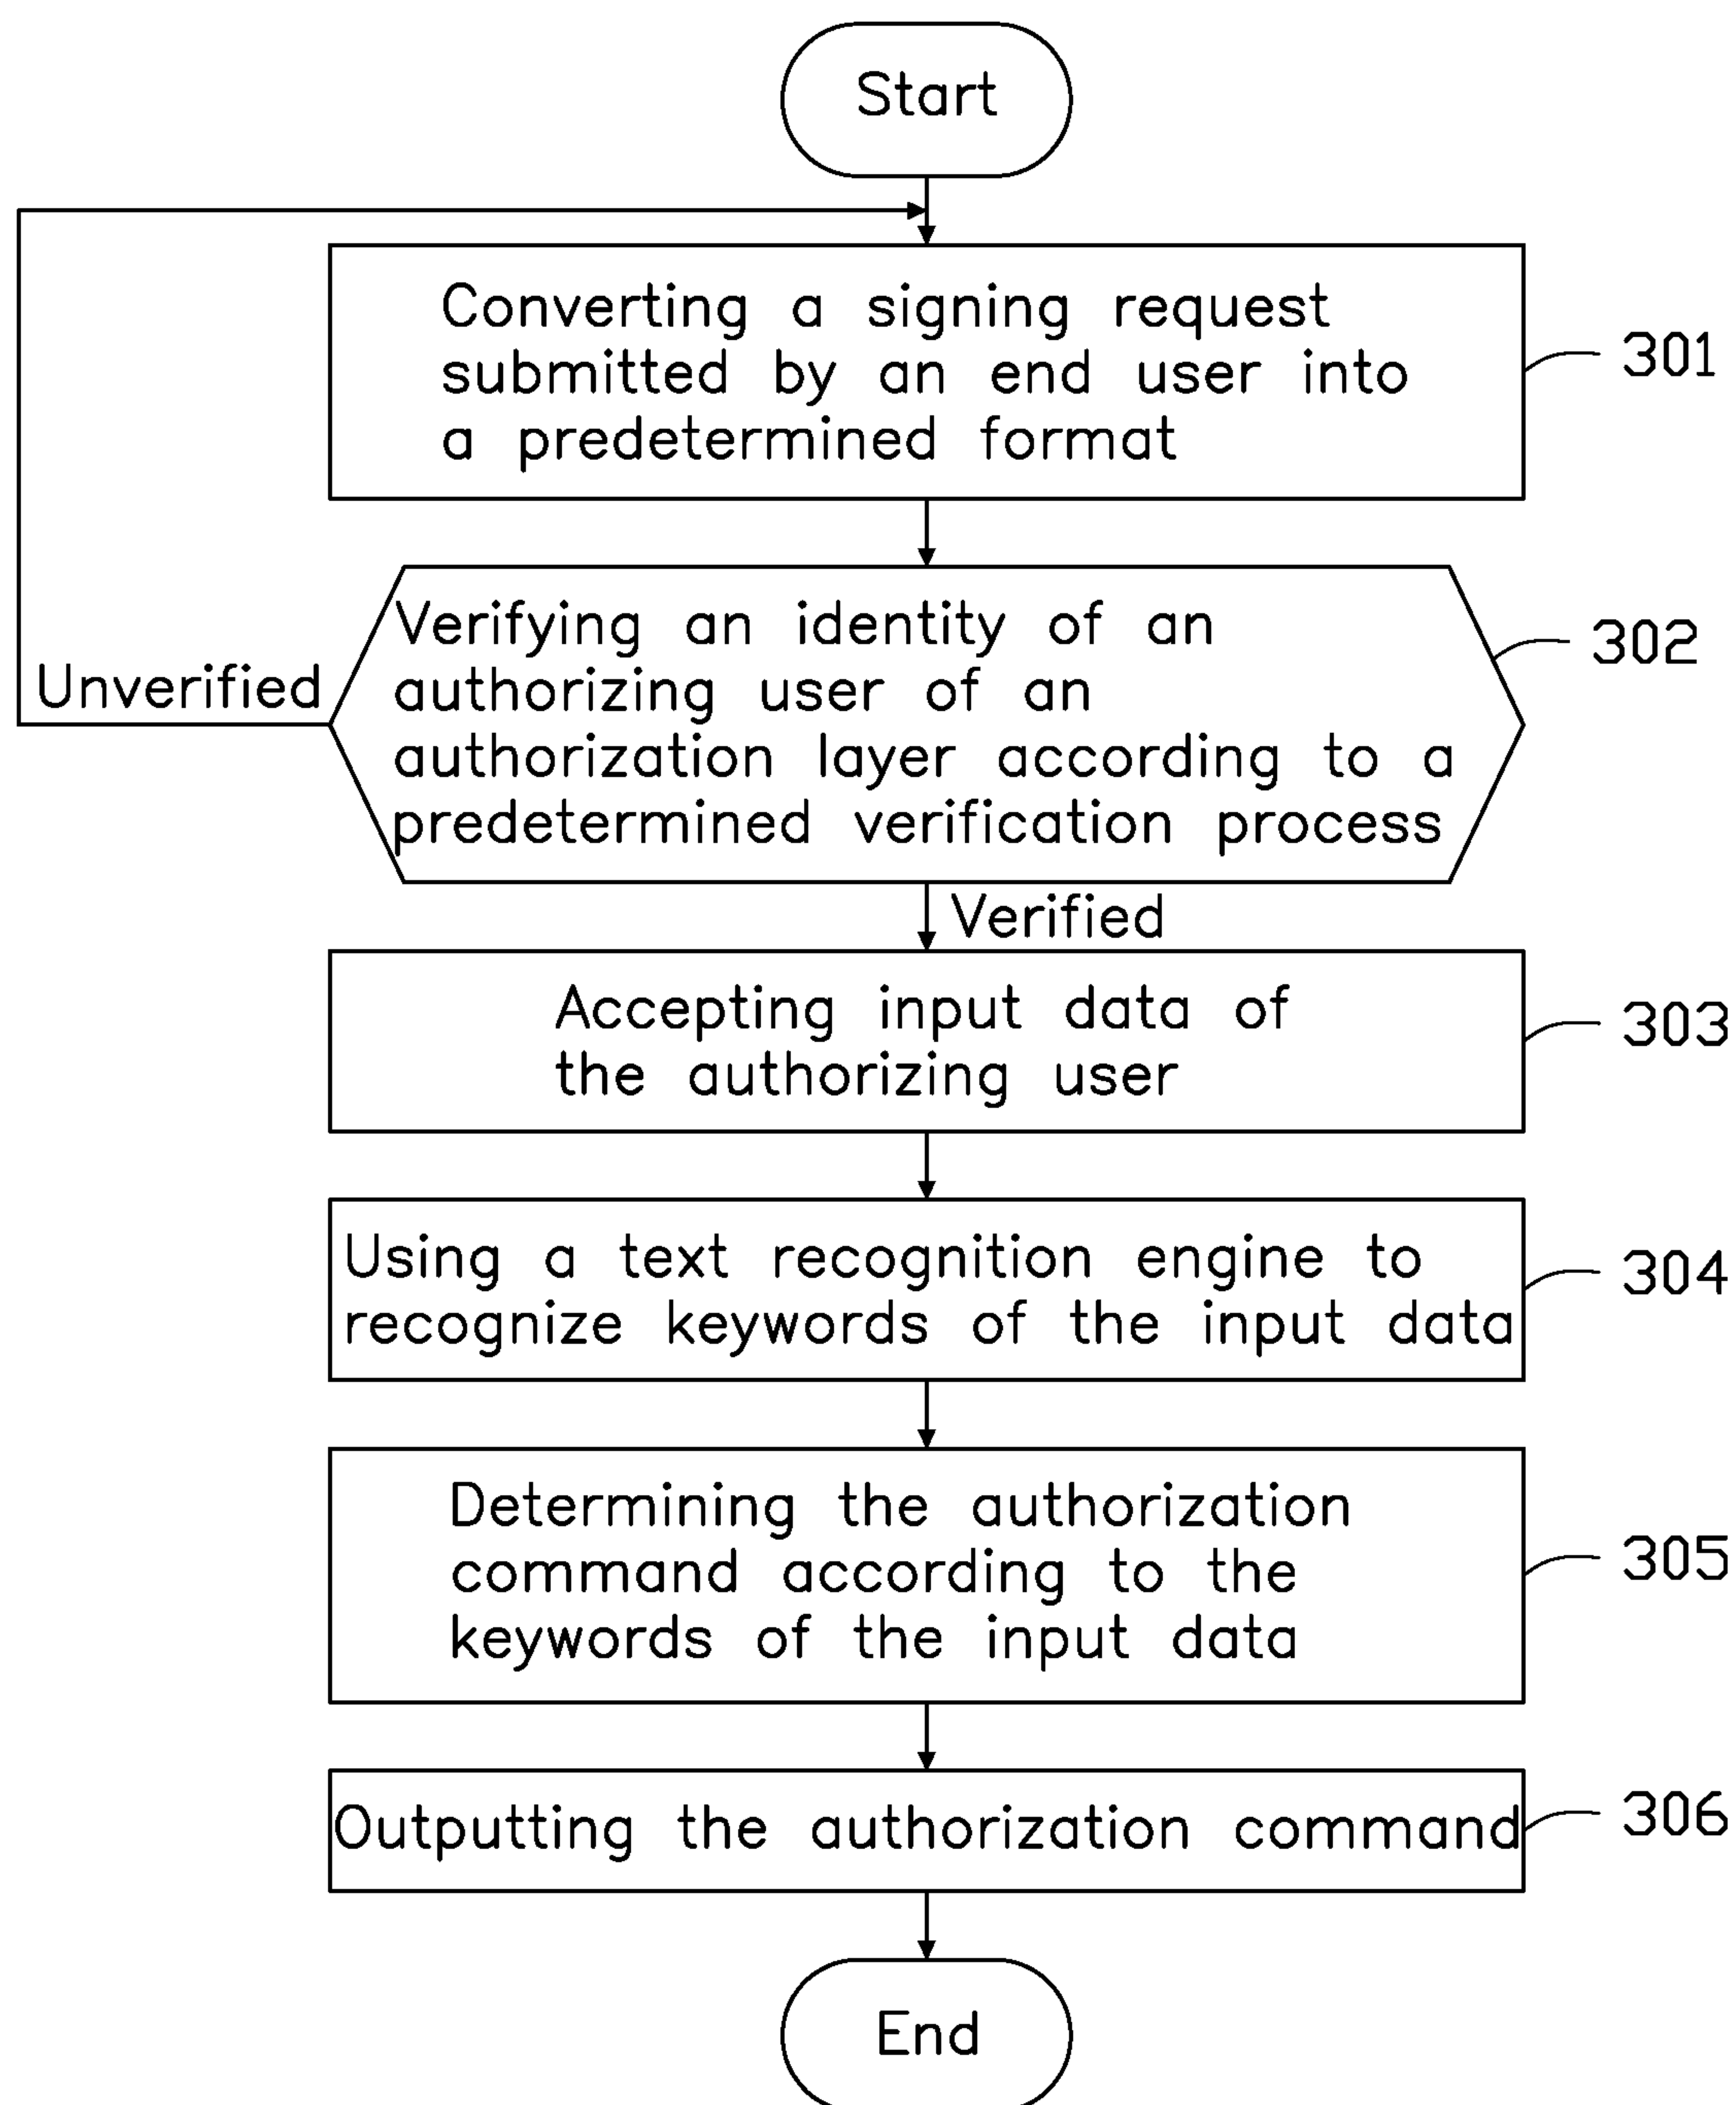 Start
Converting a signing request
submitted by an end user into
a predetermined format
301
Verifying an identity of an
authorizing user of an
authorization layer according to a
predetermined verification process
302
Unverified
Verified
Accepting input data of
the authorizing user
303
Using a text recognition engine to
recognize keywords of the input data
304
Determining the authorization
command according to the
keywords of the input data
305
Outputting the authorization command
306
End